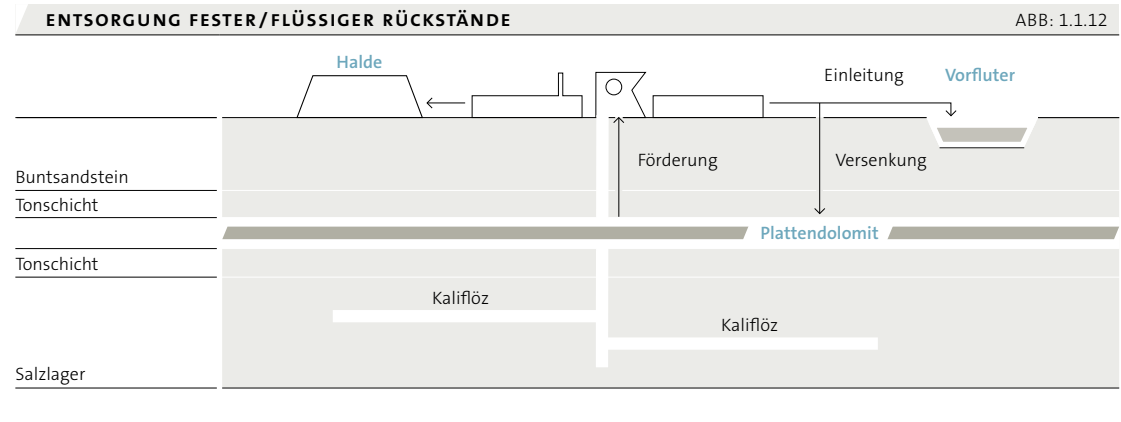 ENTSORGUNG FESTER/FLÜSSIGER RÜCKSTÄNDE
ABB: 1.1.12
Halde
Einleitung
Vorfluter
Förderung
Versenkung
Buntsandstein
Tonschicht
Plattendolomit
Tonschicht
Kaliflöz
Kaliflöz
Salzlager